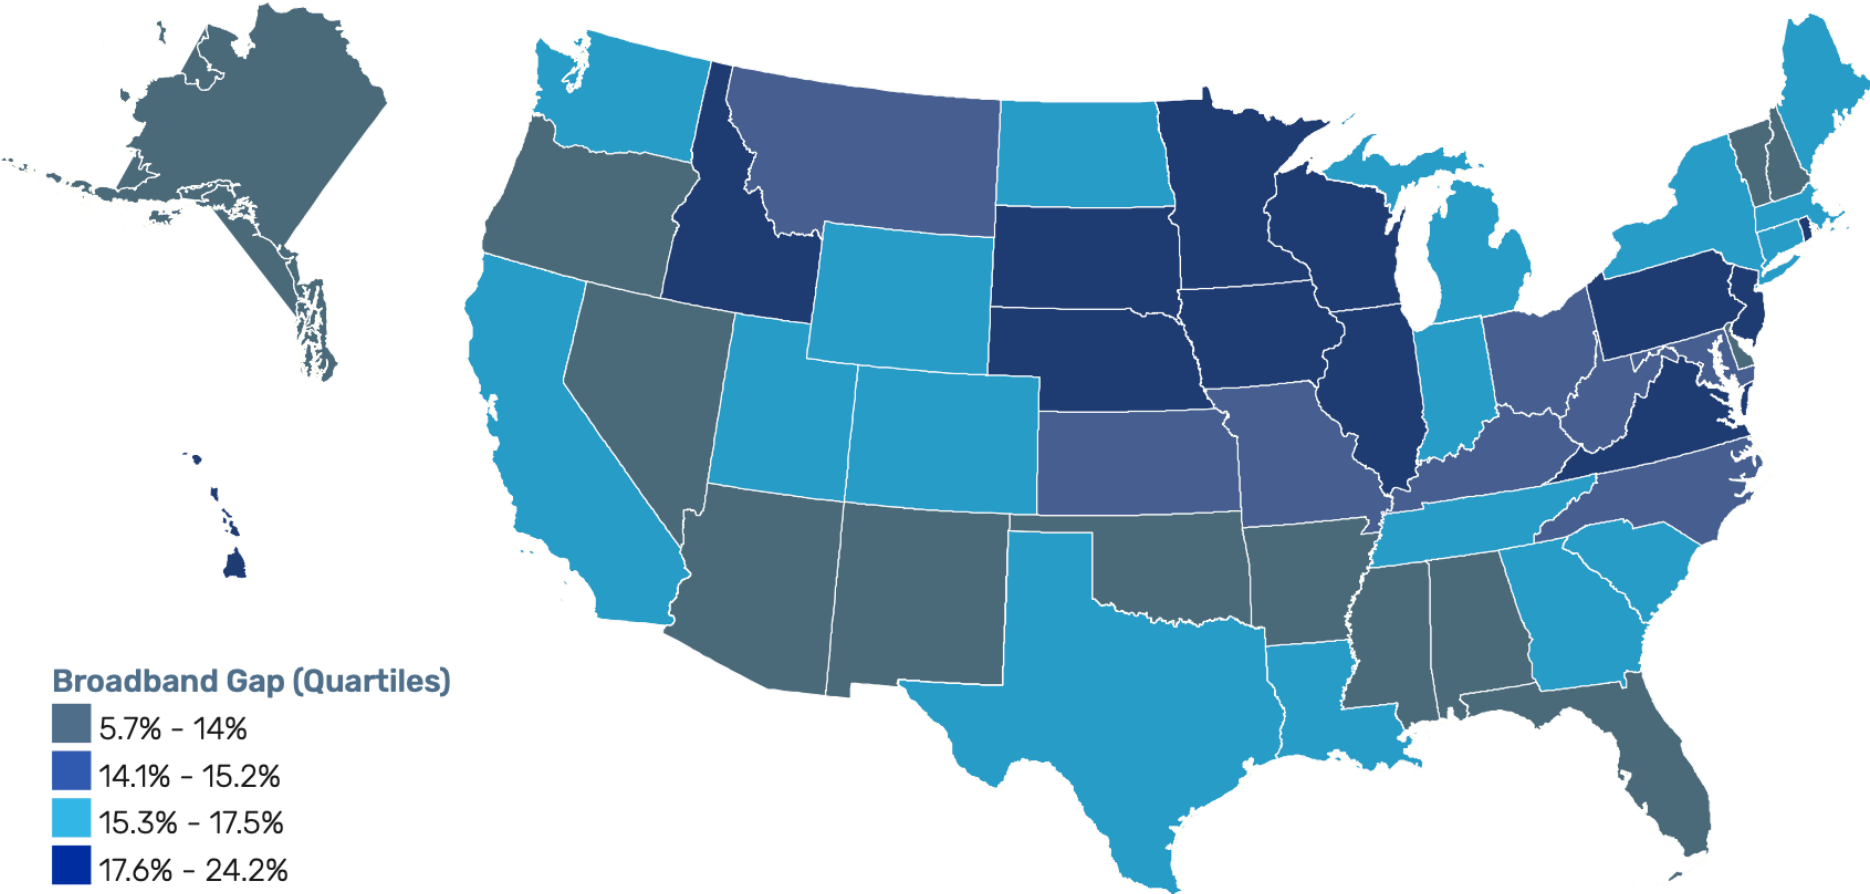 Broadband Gap (Quartiles)
5.7% - 14%
14.1% - 15.2%
15.3% - 17.5%
17.6% - 24.2%